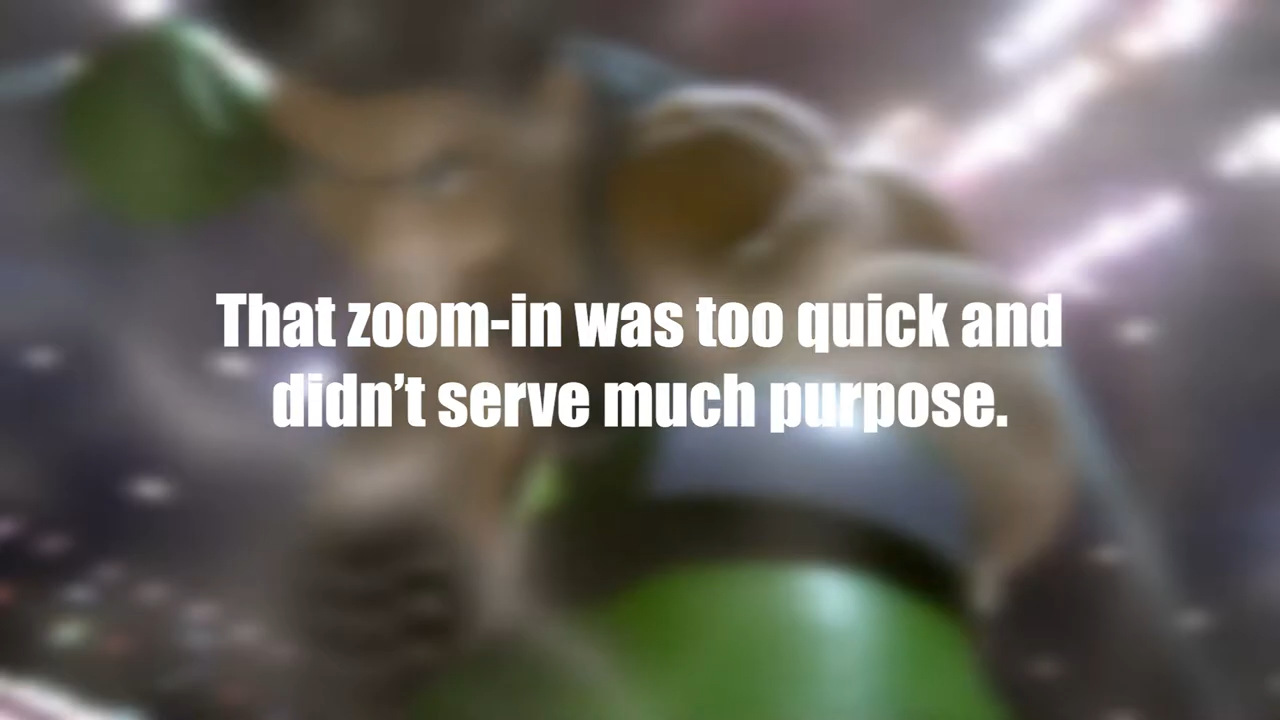 That zoom-in was too quick and
didn’t serve much purpose.